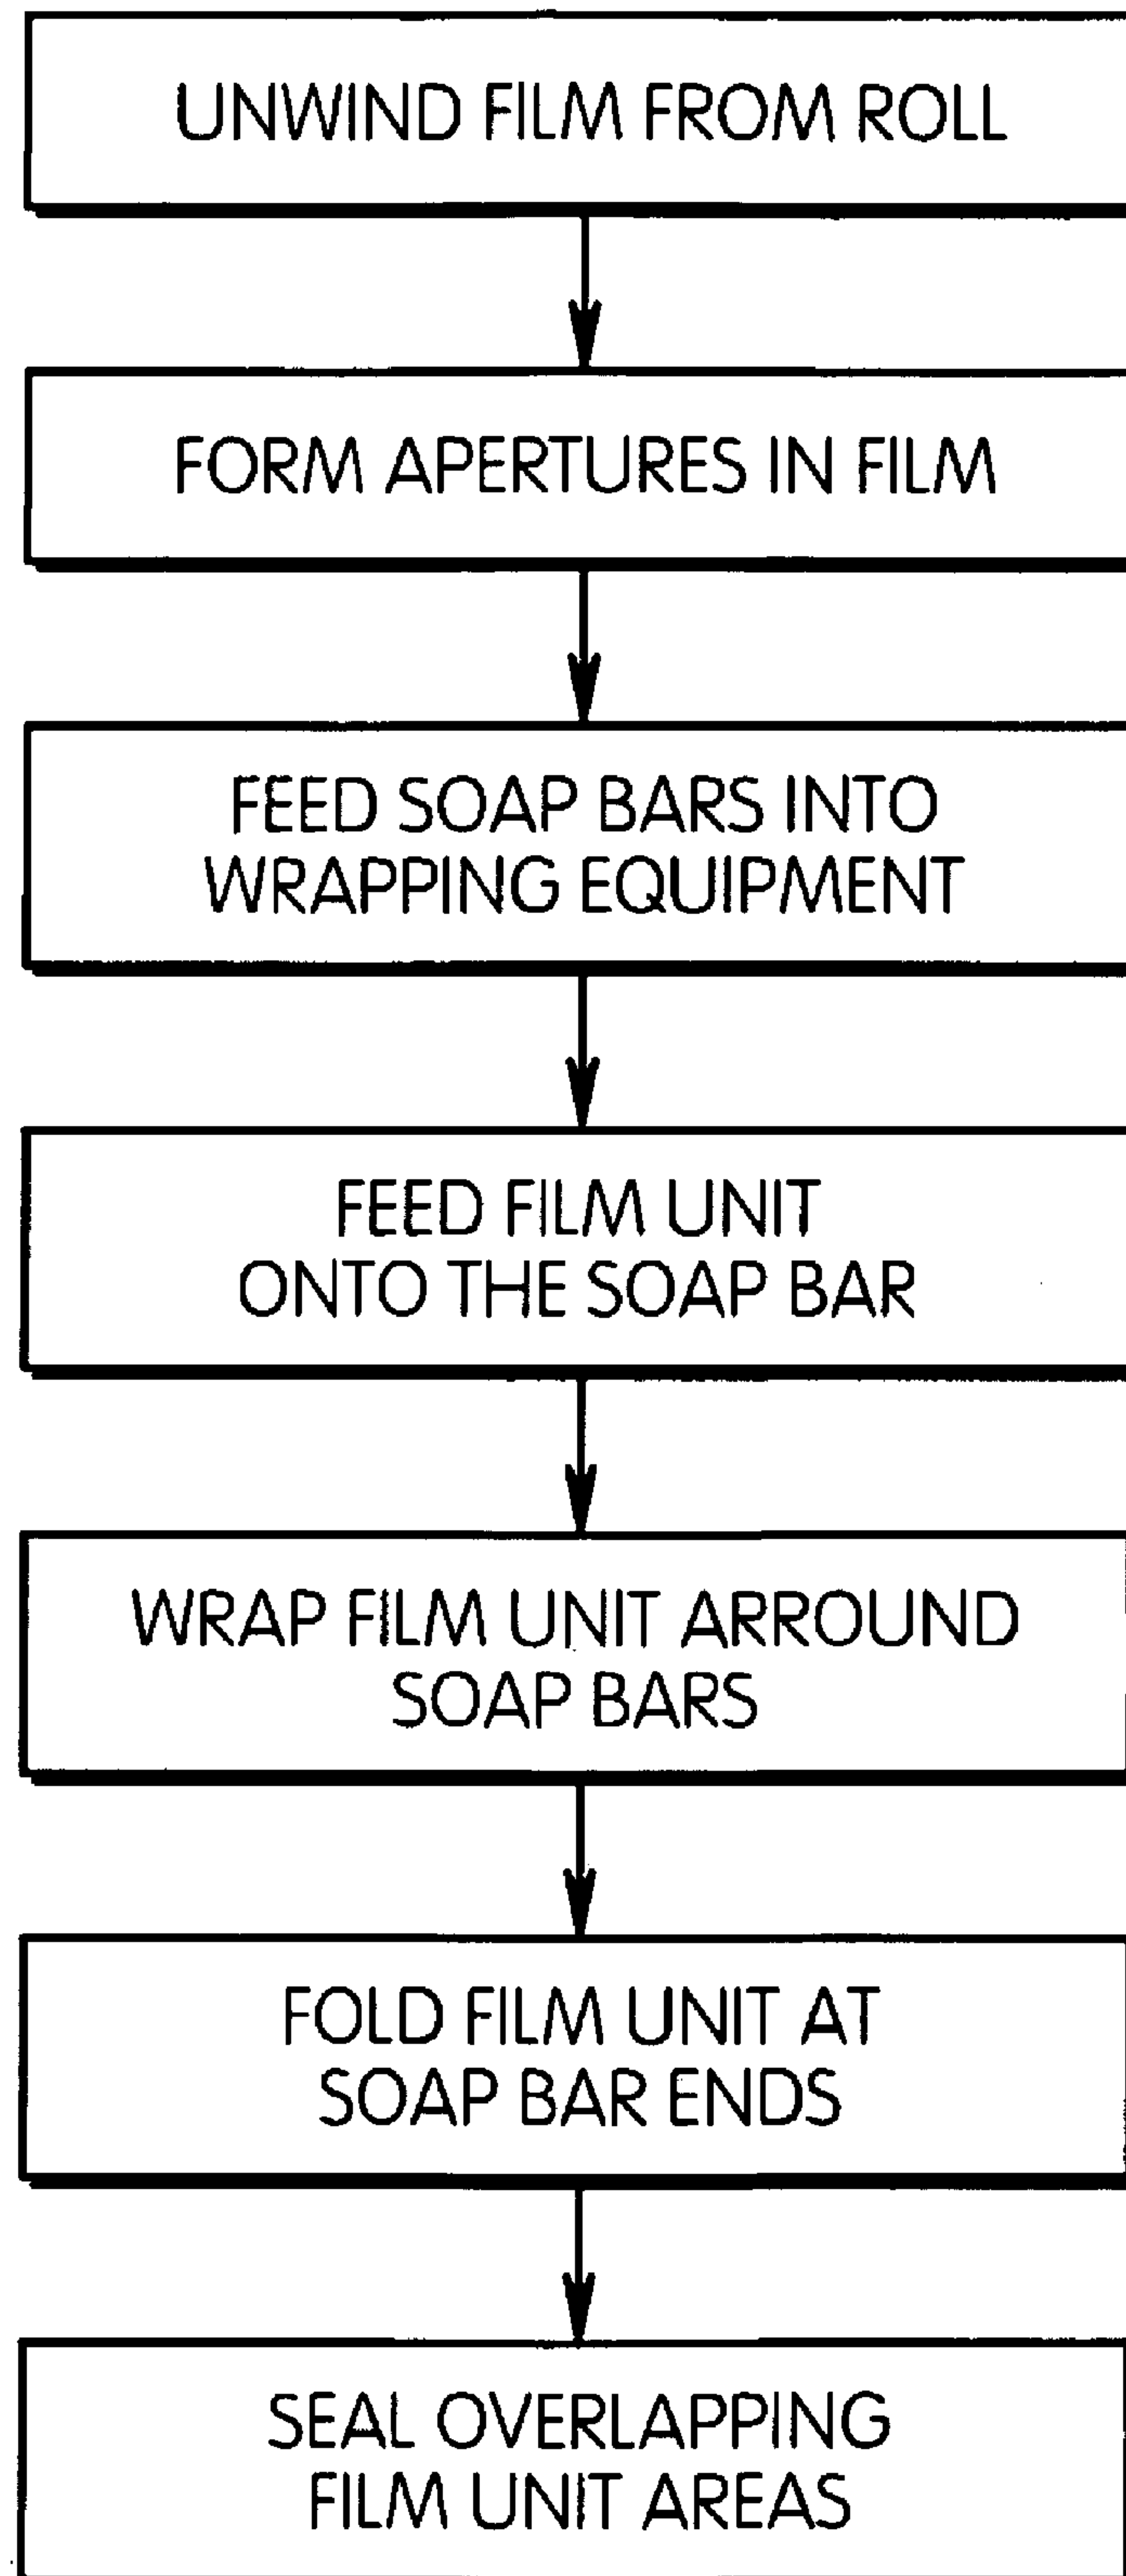 UNWIND FILM FROM ROLL
FORM APERTURES IN FILM
FEED SOAP BARS INTO
WRAPPING EQUIPMENT
FEED FILM UNIT
ONTO THE SOAP BAR
WRAP FILM UNIT ARROUND
SOAP BARS
FOLD FILM UNIT AT
SOAP BAR ENDS
SEAL OVERLAPPING
FILM UNIT AREAS